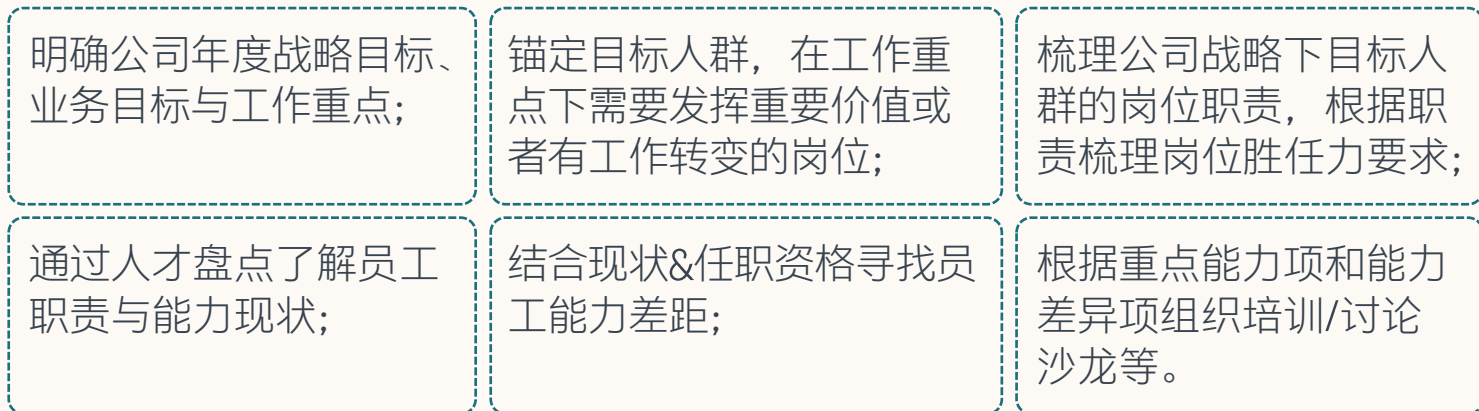 明确公司年度战略目标、
业务目标与工作重点；
锚定目标人群，在工作重
点下需要发挥重要价值或
者有工作转变的岗位；
梳理公司战略下目标人
群的岗位职责，根据职
责梳理岗位胜任力要求；
通过人才盘点了解员工
职责与能力现状；
结合现状&任职资格寻找员
工能力差距；
根据重点能力项和能力
差异项组织培训/讨论
沙龙等。